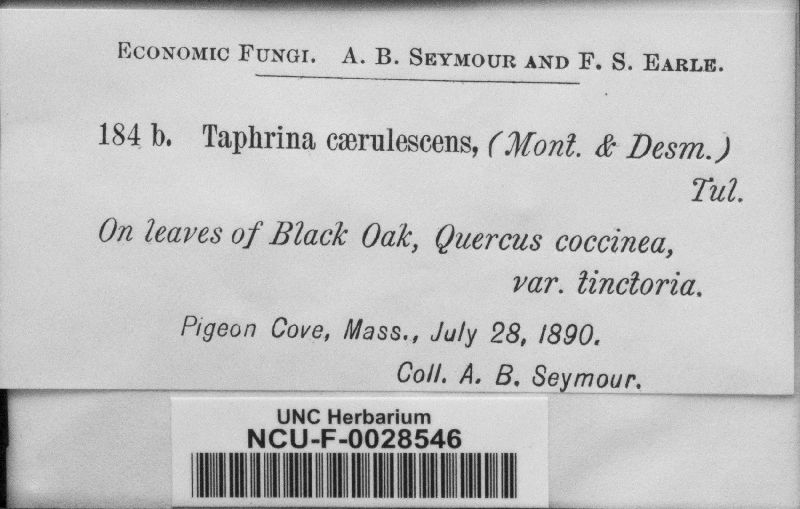 Economic Fungi. A. B. Seymour and F. S. Earle.
184 b. Taphrina cærulescens, (Mont. & Desm.)
Tul.
On leaves of Black Oak, Quercus coccinea,
var. tinctoria.
Pigeon Cove, Mass., July 28, 1890.
Coll. A. B. Seymour.
UNC Herbarium
NCU-F-0028546